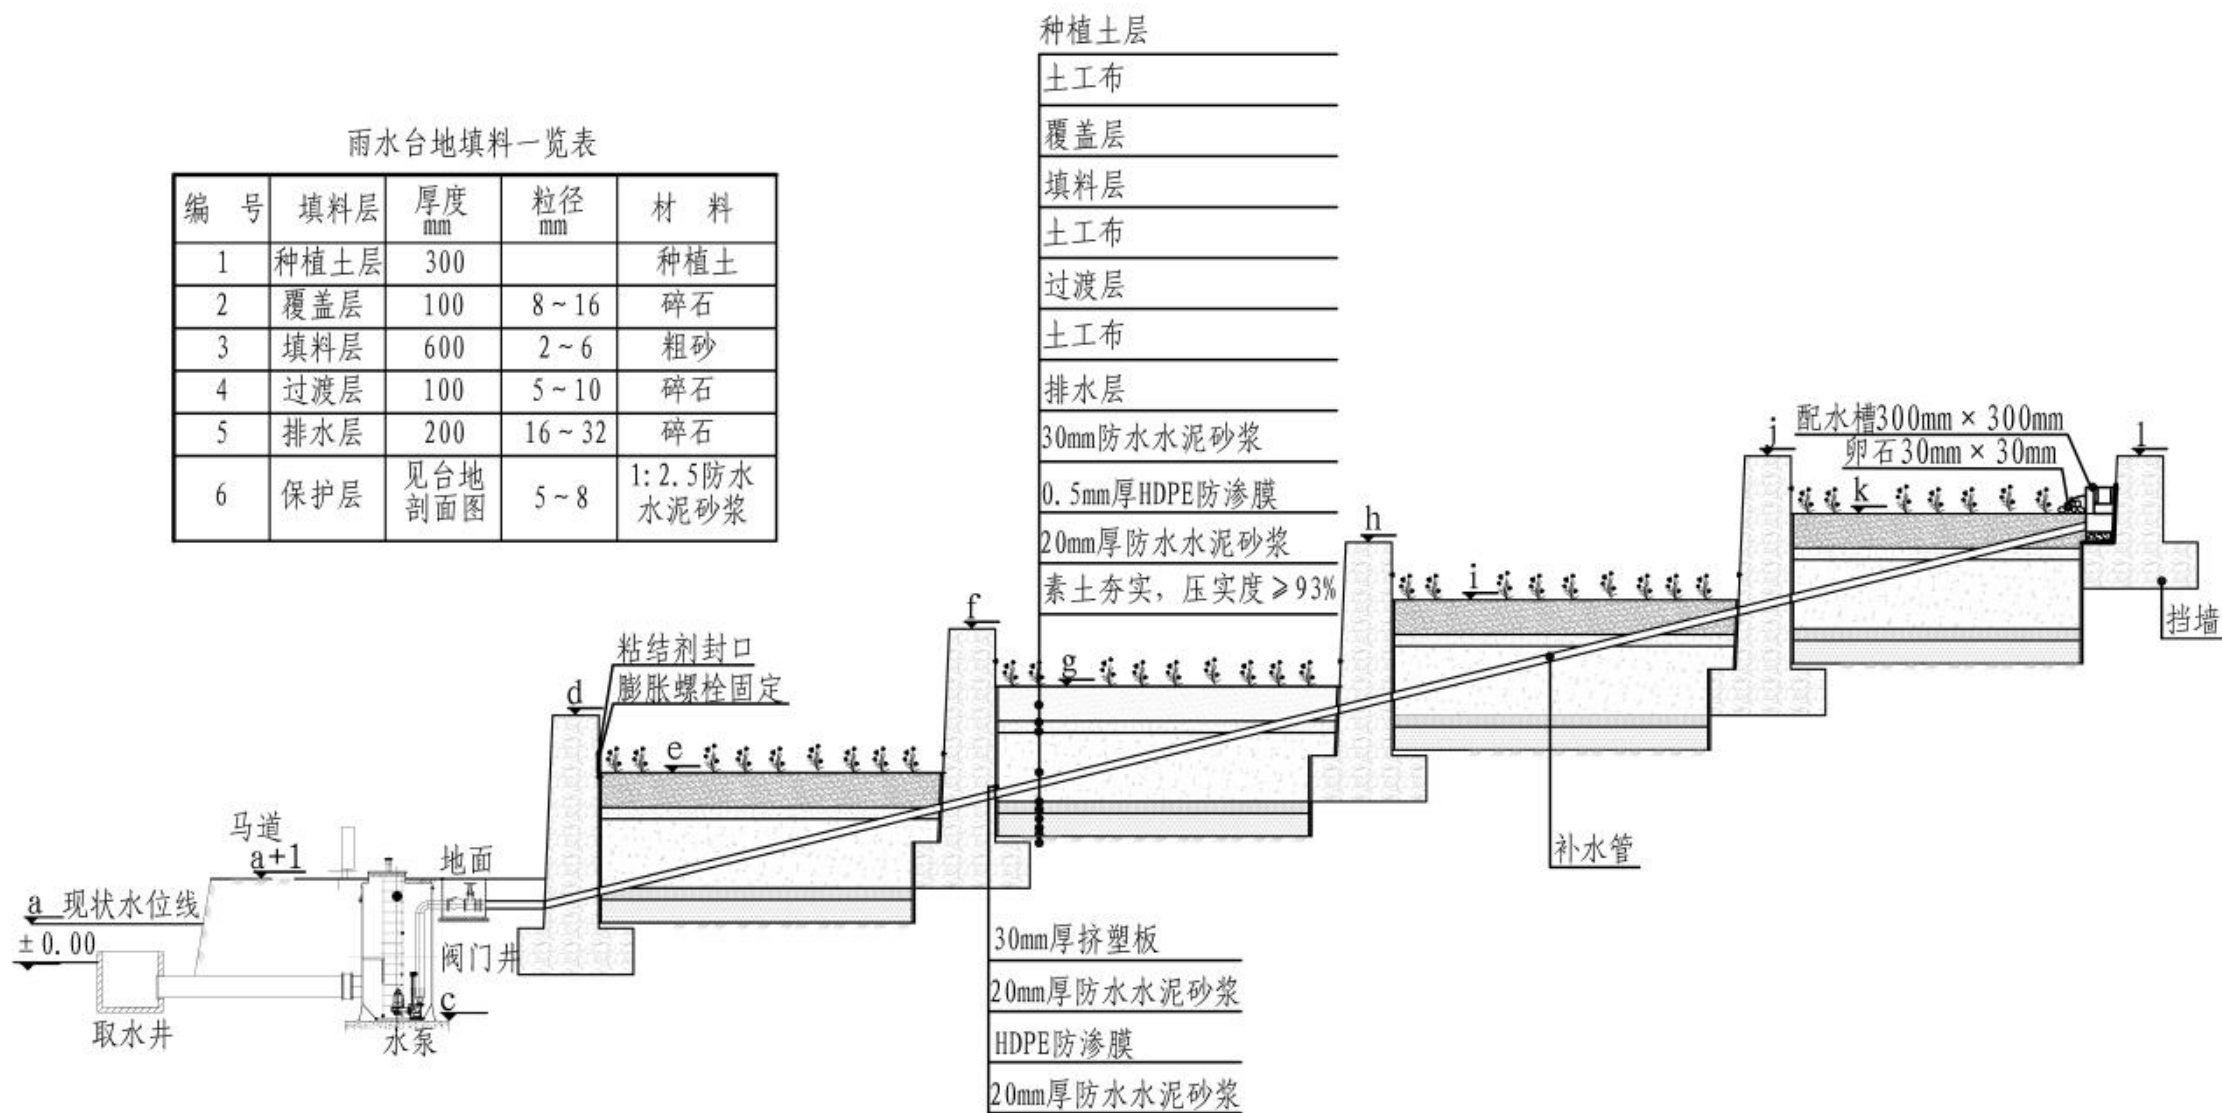 种植土层
土工布
覆盖层
填料层
土工布
过渡层
土工布
排水层
30mm防水水泥砂浆
0.5mm厚HDPE防渗膜
20mm厚防水水泥砂浆
素土夯实，压实度≥93%
雨水台地填料一览表
编 号 填料层 厚度mm 粒径mm 材 料
1 种植土层 300 种植土
2 覆盖层 100 8~16 碎石
3 填料层 600 2~6 粗砂
4 过渡层 100 5~10 碎石
5 排水层 200 16~32 碎石
6 保护层 见台地剖面图 5~8 1:2.5防水水泥砂浆
配水槽300mm×300mm
卵石30mm×30mm
j
l
k
h
i
挡墙
f
g
粘结剂封口
膨胀螺栓固定
d
e
补水管
马道
a+1
地面
a 现状水位线
±0.00
阀门井
c
取水井
水泵
30mm厚挤塑板
20mm厚防水水泥砂浆
HDPE防渗膜
20mm厚防水水泥砂浆